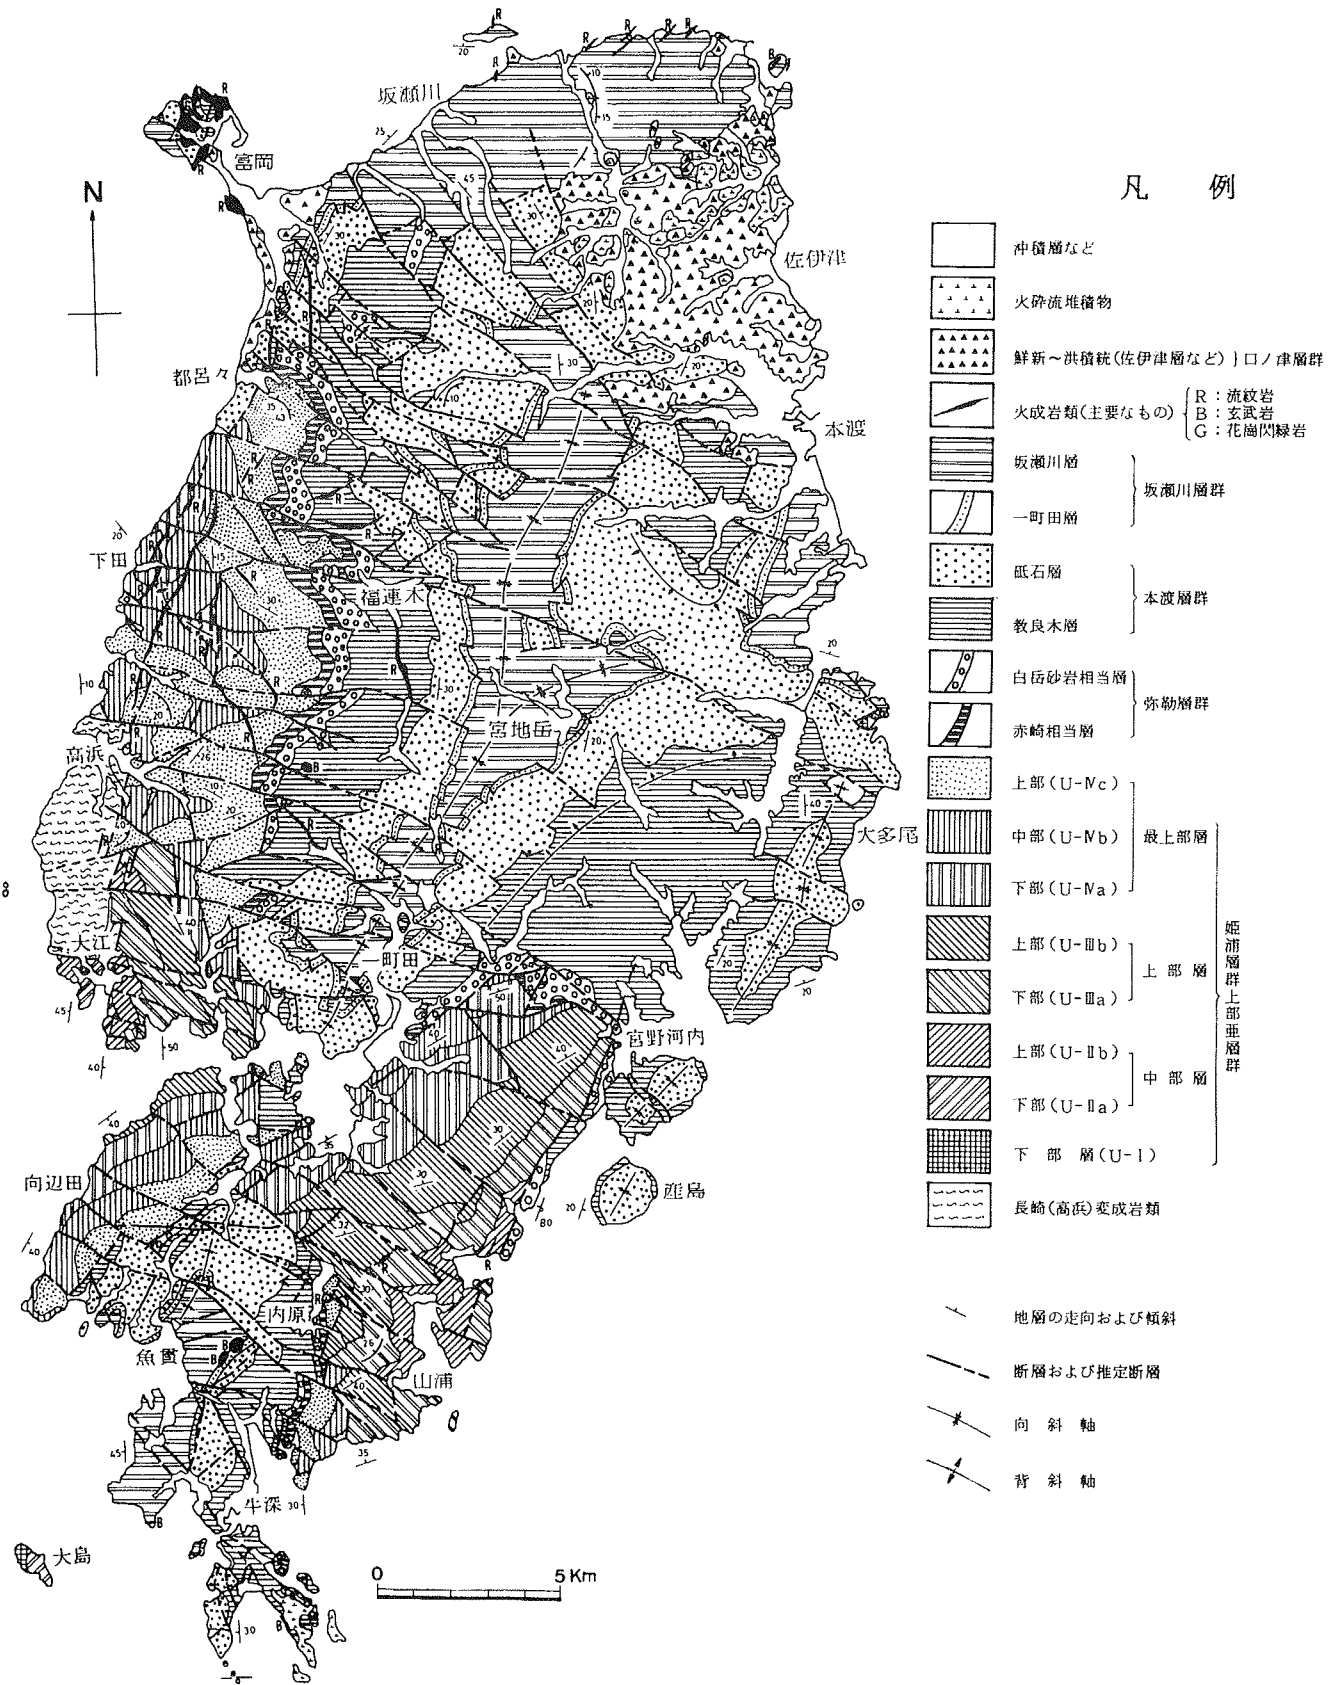 坂瀬川
富岡
N
佐伊津
都呂々
本渡
下田
福連木
宮地岳
高浜
大多尾
大江
一町田
宮野河内
向辺田
産島
内原
魚貫
山浦
牛深
大島
0 5Km
凡 例
沖積層など
火砕流堆積物
鮮新~洪積統(佐伊津層など)}口ノ津層群
火成岩類(主要なもの)
R:流紋岩
B:玄武岩
G:花崗閃緑岩
坂瀬川層
一町田層
坂瀬川層群
砥石層
教良木層
本渡層群
白岳砂岩相当層
赤崎相当層
弥勒層群
上部(U-Ⅳc)
中部(U-Ⅳb)
下部(U-Ⅳa)
最上部層
上部(U-Ⅲb)
下部(U-Ⅲa)
上部層
上部(U-Ⅱb)
下部(U-Ⅱa)
中部層
下部層(U-Ⅰ)
姫浦層群上部亜層群
長崎(高浜)変成岩類
地層の走向および傾斜
断層および推定断層
向斜軸
背斜軸